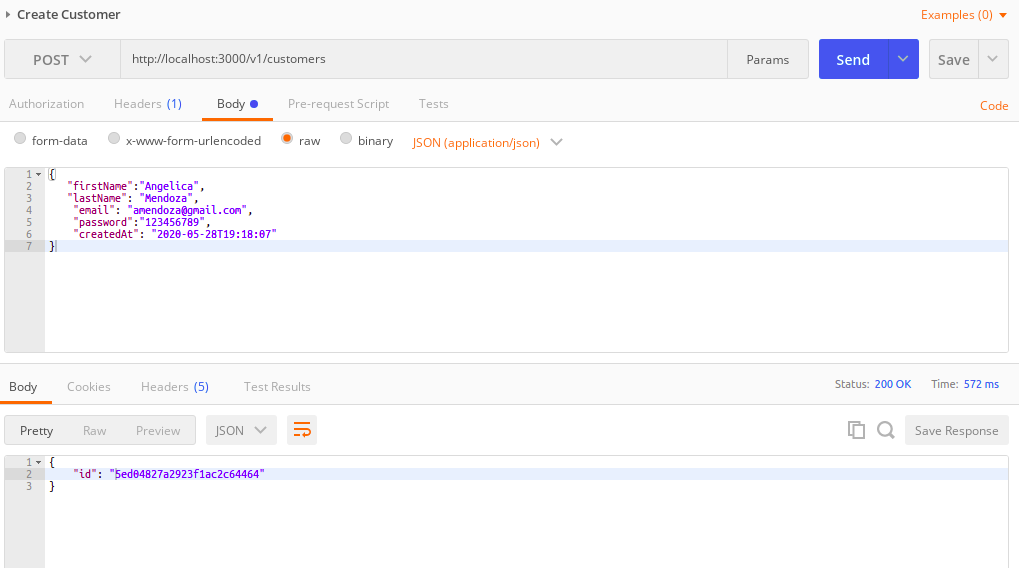 Create Customer Examples (0)
POST http://localhost:3000/v1/customers Params Send Save
Authorization Headers (1) Body Pre-request Script Tests Code
form-data x-www-form-urlencoded raw binary JSON (application/json)
1 {
2 "firstName":"Angelica",
3 "lastName": "Mendoza",
4 "email": "amendoza@gmail.com",
5 "password":"123456789",
6 "createdAt": "2020-05-28T19:18:07"
7 }
Body Cookies Headers (5) Test Results Status: 200 OK Time: 572 ms
Pretty Raw Preview JSON Save Response
1 {
2 "id": "5ed04827a2923f1ac2c64464"
3 }